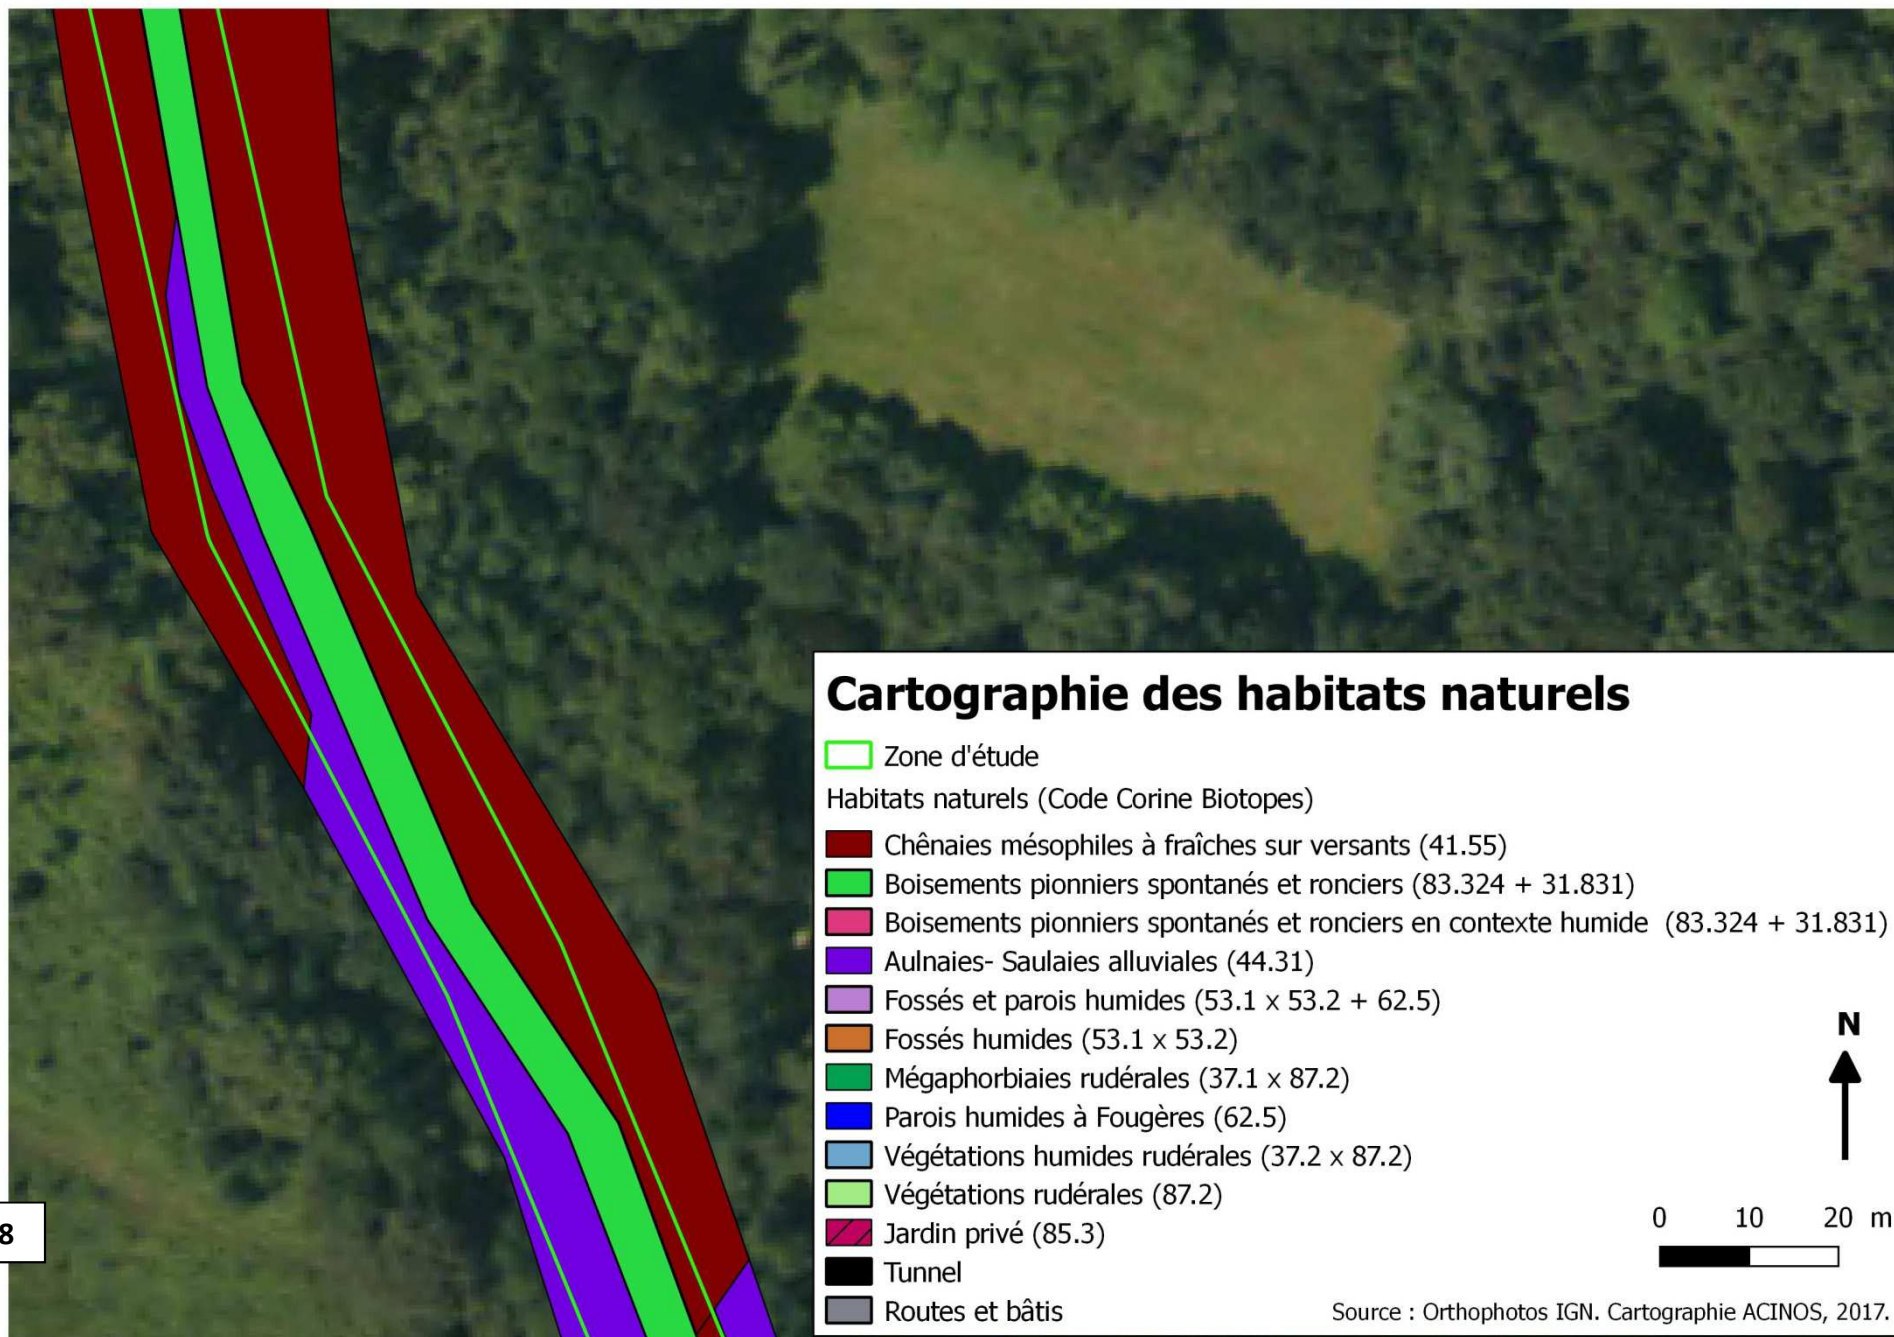 Cartographie des habitats naturels
Zone d'étude
Habitats naturels (Code Corine Biotopes)
Chênaies mésophiles à fraîches sur versants (41.55)
Boisements pionniers spontanés et ronciers (83.324 + 31.831)
Boisements pionniers spontanés et ronciers en contexte humide (83.324 + 31.831)
Aulnaies- Saulaies alluviales (44.31)
Fossés et parois humides (53.1 x 53.2 + 62.5)
Fossés humides (53.1 x 53.2)
Mégaphorbiaies rudérales (37.1 x 87.2)
Parois humides à Fougères (62.5)
Végétations humides rudérales (37.2 x 87.2)
Végétations rudérales (87.2)
Jardin privé (85.3)
Tunnel
Routes et bâtis
N
0 10 20 m
Source : Orthophotos IGN. Cartographie ACINOS, 2017.
8